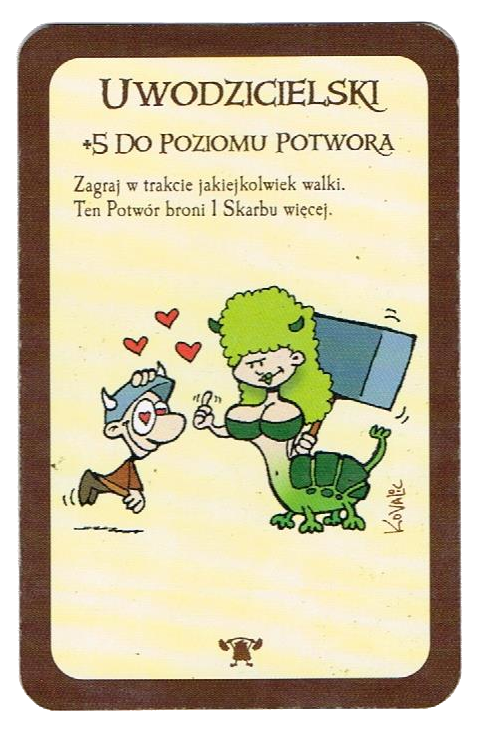 Uwodzicielski
+5 Do Poziomu Potwora
Zagraj w trakcie jakiejkolwiek walki.
Ten Potwór broni 1 Skarbu więcej.
Kovalic